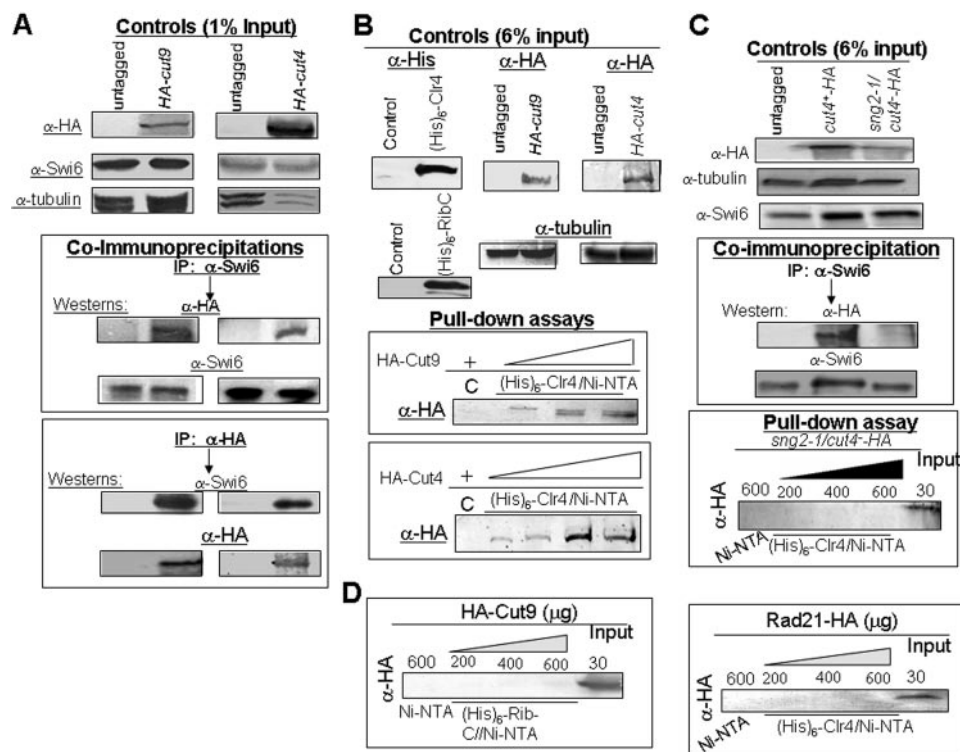 A
Controls (1% Input)
untagged
HA-cut9
untagged
HA-cut4
α-HA
α-Swi6
α-tubulin
Co-Immunoprecipitations
IP: α-Swi6
Westerns:
α-HA
α-Swi6
IP: α-HA
Westerns:
α-Swi6
α-HA
B
Controls (6% input)
α-His
α-HA
α-HA
Control
(His)6-Clr4
untagged
HA-cut9
untagged
HA-cut4
Control
(His)6-RibC
α-tubulin
Pull-down assays
HA-Cut9
+
C
(His)6-Clr4/Ni-NTA
α-HA
HA-Cut4
+
C
(His)6-Clr4/Ni-NTA
α-HA
C
Controls (6% input)
untagged
cut4+-HA
sng2-1/
cut4--HA
α-HA
α-tubulin
α-Swi6
Co-immunoprecipitation
IP: α-Swi6
Western:
α-HA
α-Swi6
Pull-down assay
sng2-1/cut4--HA
Input
600 200 400 600 30
α-HA
Ni-NTA
(His)6-Clr4/Ni-NTA
D
HA-Cut9 (µg)
Input
600 200 400 600 30
α-HA
Ni-NTA
(His)6-Rib-
C//Ni-NTA
Rad21-HA (µg)
Input
600 200 400 600 30
α-HA
Ni-NTA
(His)6-Clr4/Ni-NTA